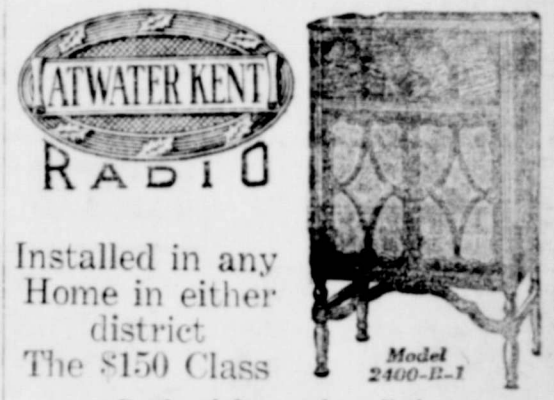 ATWATER KENT
RADIO
Installed in any
Home in either
district
The $150 Class
Model
2400-B-1